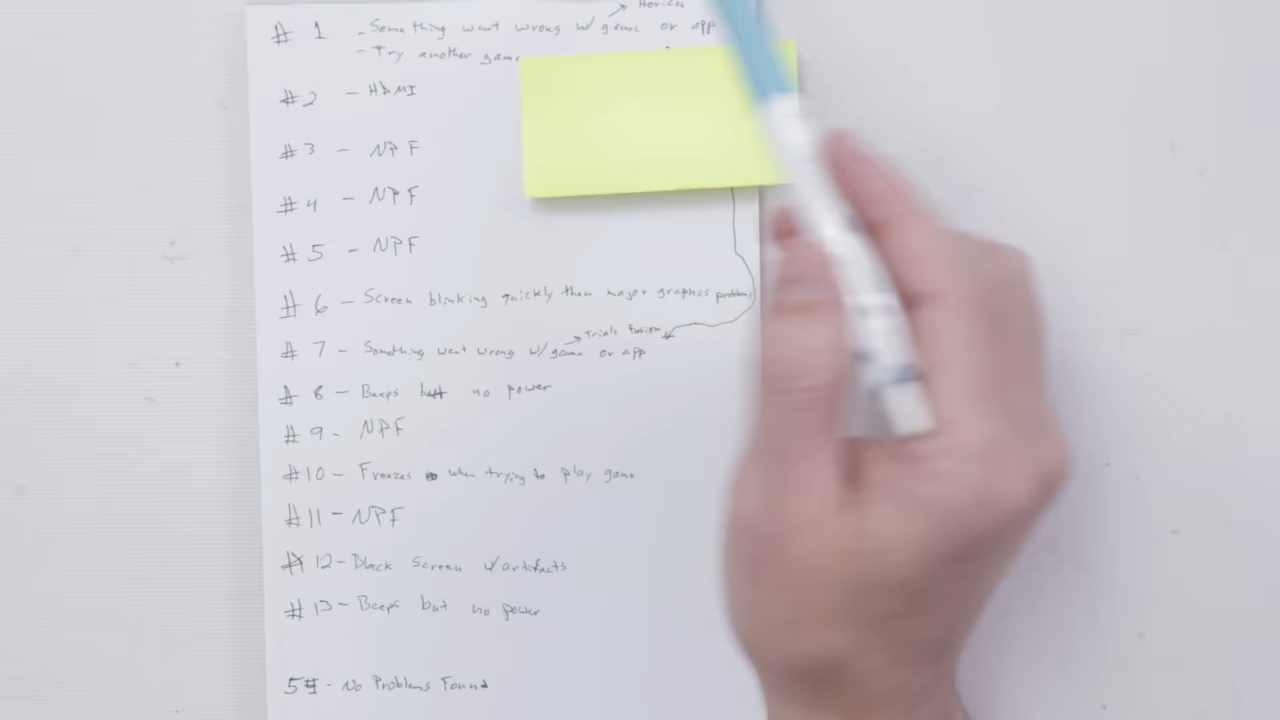 Horizon
# 1 - Something went wrong w/ game or app
- Try another game
#2 - HDMI
#3 - NPF
#4 - NPF
#5 - NPF
#6 - Screen blinking quickly then major graphics problems
Trials Fusion
#7 - Something went wrong w/ game or app
#8 - Beeps but no power
#9 - NPF
#10 - Freezes when trying to play game
#11 - NPF
#12 - Black Screen w/ artifacts
#13 - Beeps but no power
5 - No Problems Found